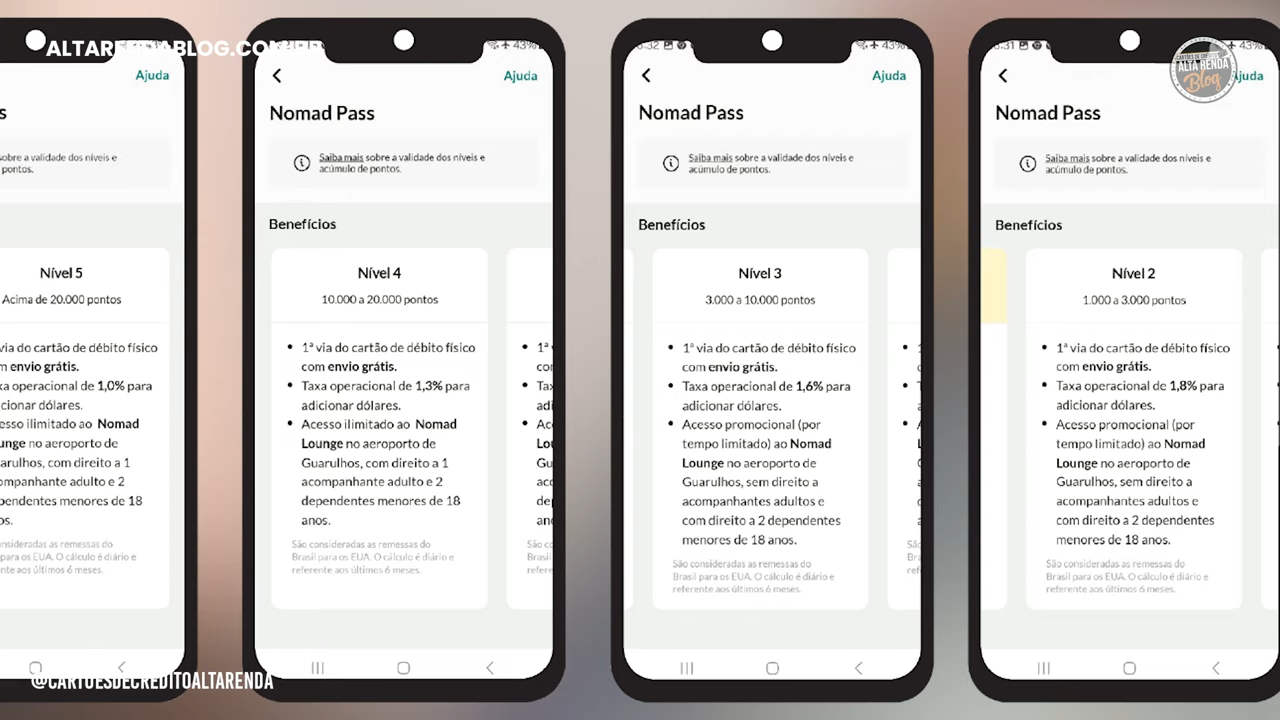 ALTARENDABLOG.COM.BR
@CARTOESDECREDITOALTARENDA
CARTÕES DE CRÉDITO
ALTA RENDA
Blog
Ajuda
sobre a validade dos níveis e
pontos.
Nível 5
Acima de 20.000 pontos
via do cartão de débito físico
envio grátis.
operacional de 1,0% para
adicionar dólares.
ilimitado ao Nomad
no aeroporto de
com direito a 1
acompanhante adulto e 2
dependentes menores de 18
consideradas as remessas do
para os EUA. O cálculo é diário e
aos últimos 6 meses.
43%
Ajuda
Nomad Pass
Saiba mais sobre a validade dos níveis e
acúmulo de pontos.
Benefícios
Nível 4
10.000 a 20.000 pontos
• 1ª via do cartão de débito físico
com envio grátis.
• Taxa operacional de 1,3% para
adicionar dólares.
• Acesso ilimitado ao Nomad
Lounge no aeroporto de
Guarulhos, com direito a 1
acompanhante adulto e 2
dependentes menores de 18
anos.
São consideradas as remessas do
Brasil para os EUA. O cálculo é diário e
referente aos últimos 6 meses.
6:32 43%
Ajuda
Nomad Pass
Saiba mais sobre a validade dos níveis e
acúmulo de pontos.
Benefícios
Nível 3
3.000 a 10.000 pontos
• 1ª via do cartão de débito físico
com envio grátis.
• Taxa operacional de 1,6% para
adicionar dólares.
• Acesso promocional (por
tempo limitado) ao Nomad
Lounge no aeroporto de
Guarulhos, sem direito a
acompanhantes adultos e
com direito a 2 dependentes
menores de 18 anos.
São consideradas as remessas do
Brasil para os EUA. O cálculo é diário e
referente aos últimos 6 meses.
6:31 43%
Ajuda
Nomad Pass
Saiba mais sobre a validade dos níveis e
acúmulo de pontos.
Benefícios
Nível 2
1.000 a 3.000 pontos
• 1ª via do cartão de débito físico
com envio grátis.
• Taxa operacional de 1,8% para
adicionar dólares.
• Acesso promocional (por
tempo limitado) ao Nomad
Lounge no aeroporto de
Guarulhos, sem direito a
acompanhantes adultos e
com direito a 2 dependentes
menores de 18 anos.
São consideradas as remessas do
Brasil para os EUA. O cálculo é diário e
referente aos últimos 6 meses.